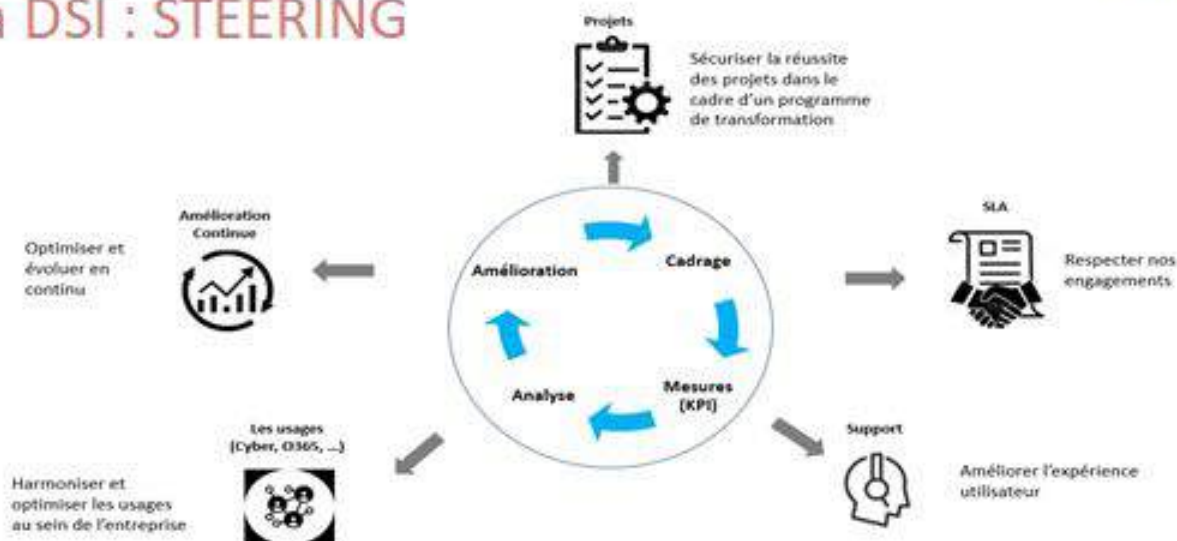 DSI : STEERING
Projets
Sécuriser la réussite
des projets dans le
cadre d'un programme
de transformation
Amélioration
Continue
Optimiser et
évoluer en
continu
SLA
Respecter nos
engagements
Amélioration
Cadrage
Analyse
Mesures
(KPI)
Les usages
(Cyber, O365, ...)
Harmoniser et
optimiser les usages
au sein de l'entreprise
Support
Améliorer l'expérience
utilisateur